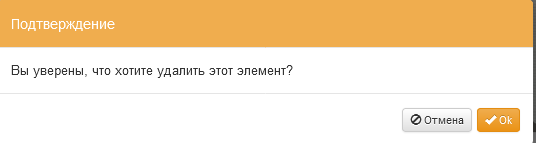 Подтверждение
Вы уверены, что хотите удалить этот элемент?
Отмена Ok